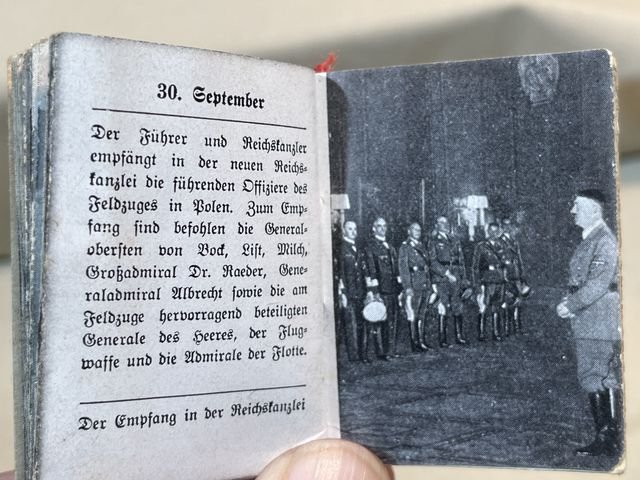 30. September
Der Führer und Reichskanzler
empfängt in der neuen Reichs-
kanzlei die führenden Offiziere des
Feldzuges in Polen. Zum Emp-
fang sind befohlen die General-
obersten von Bock, List, Milch,
Großadmiral Dr. Raeder, Gene-
raladmiral Albrecht sowie die am
Feldzuge hervorragend beteiligten
Generale des Heeres, der Flug-
waffe und die Admirale der Flotte.
Der Empfang in der Reichskanzlei